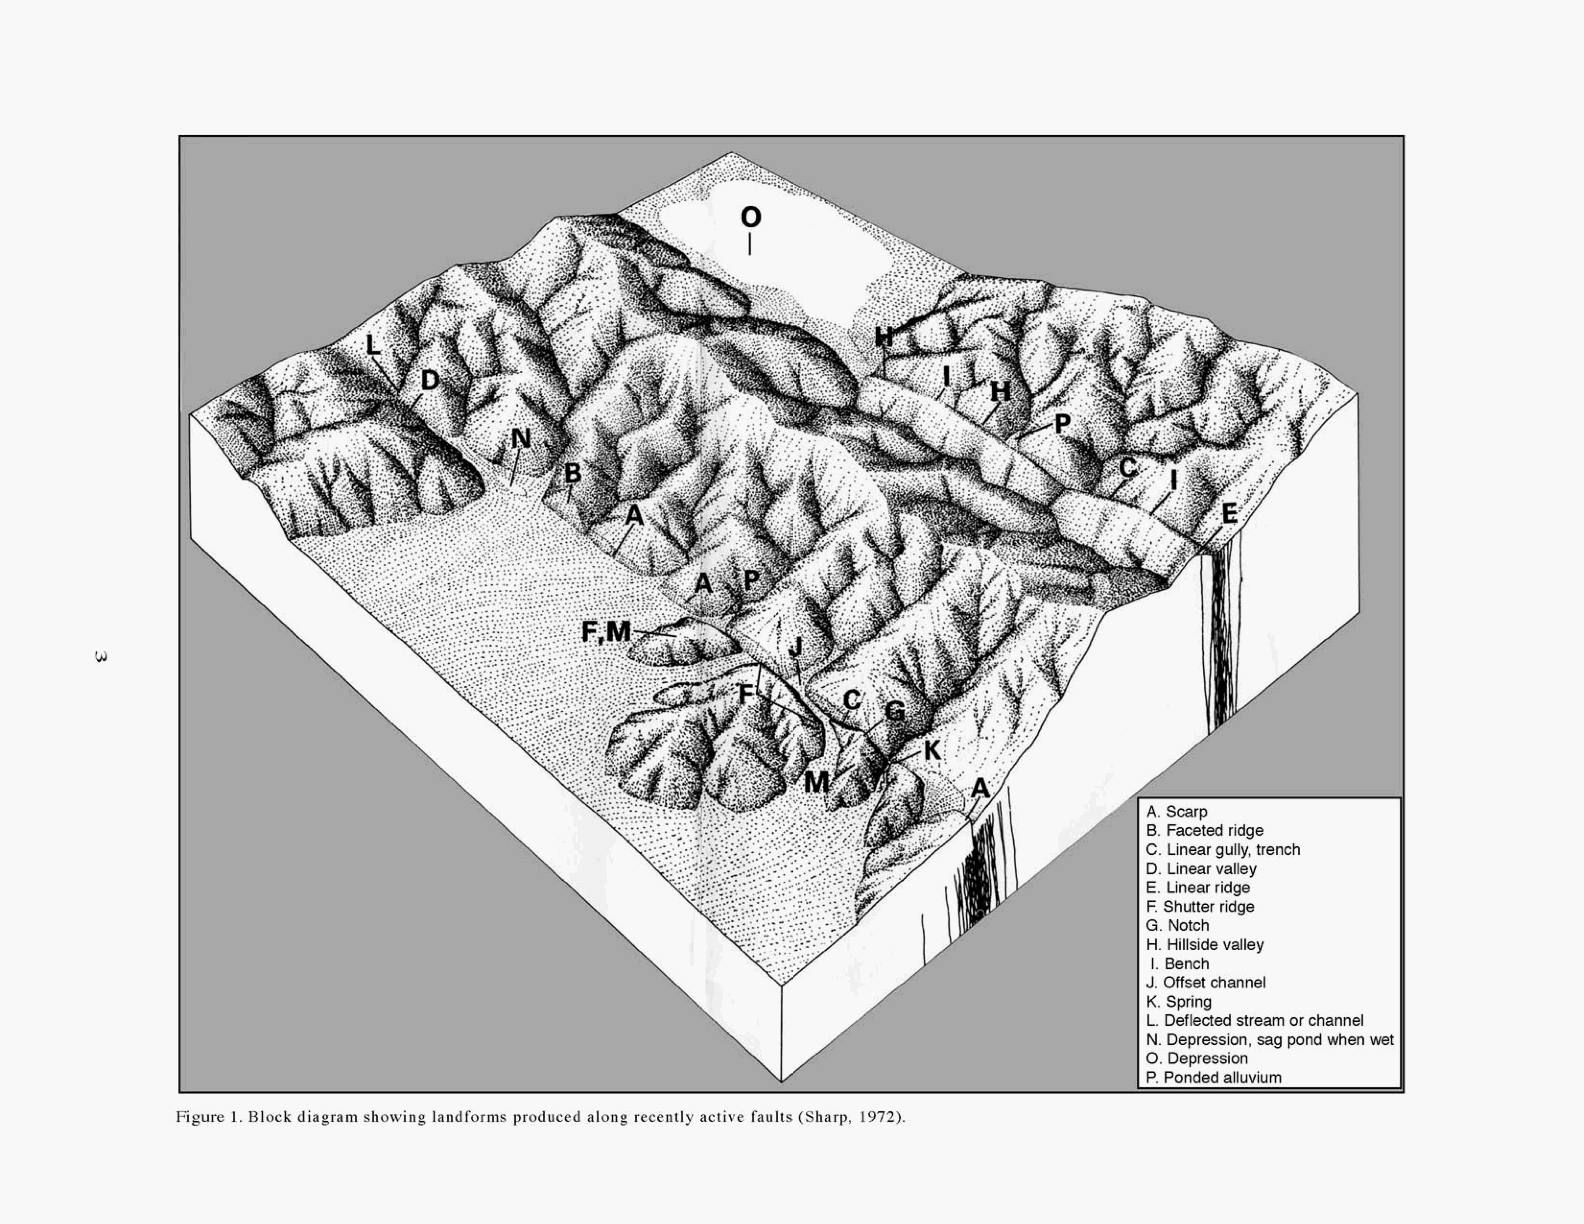 O
H
L
I
D
H
P
N
C
B
I
A
E
A P
F,M
J
F
C
G
K
M
A
A. Scarp
B. Faceted ridge
C. Linear gully, trench
D. Linear valley
E. Linear ridge
F. Shutter ridge
G. Notch
H. Hillside valley
I. Bench
J. Offset channel
K. Spring
L. Deflected stream or channel
N. Depression, sag pond when wet
O. Depression
P. Ponded alluvium
Figure 1. Block diagram showing landforms produced along recently active faults (Sharp, 1972).
3